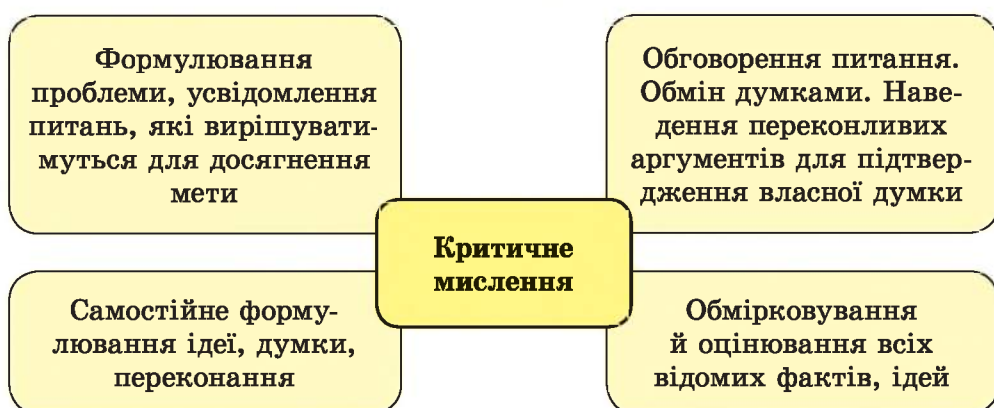 Формулювання
проблеми, усвідомлення
питань, які вирішувати-
муться для досягнення
мети
Обговорення питання.
Обмін думками. Наве-
дення переконливих
аргументів для підтвер-
дження власної думки
Критичне
мислення
Самостійне форму-
лювання ідеї, думки,
переконання
Обмірковування
й оцінювання всіх
відомих фактів, ідей